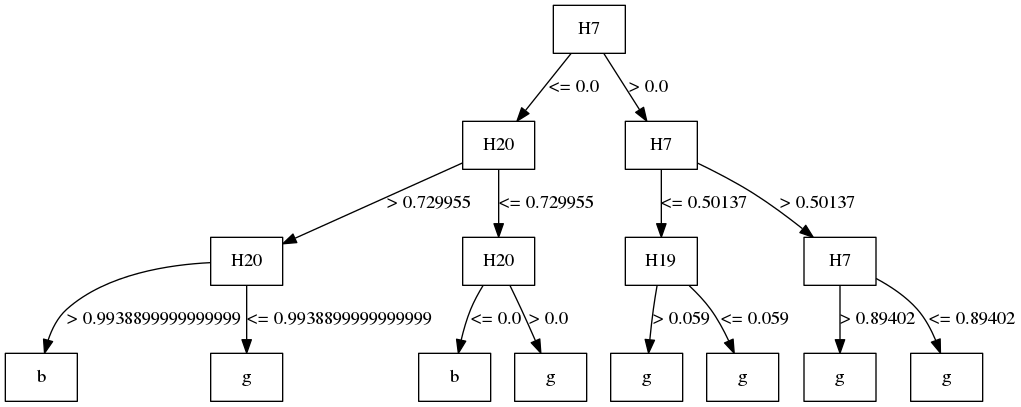 H7
<= 0.0
> 0.0
H20
H7
> 0.729955
<= 0.729955
<= 0.50137
> 0.50137
H20
H20
H19
H7
> 0.9938899999999999
<= 0.9938899999999999
<= 0.0
> 0.0
> 0.059
<= 0.059
> 0.89402
<= 0.89402
b
g
b
g
g
g
g
g